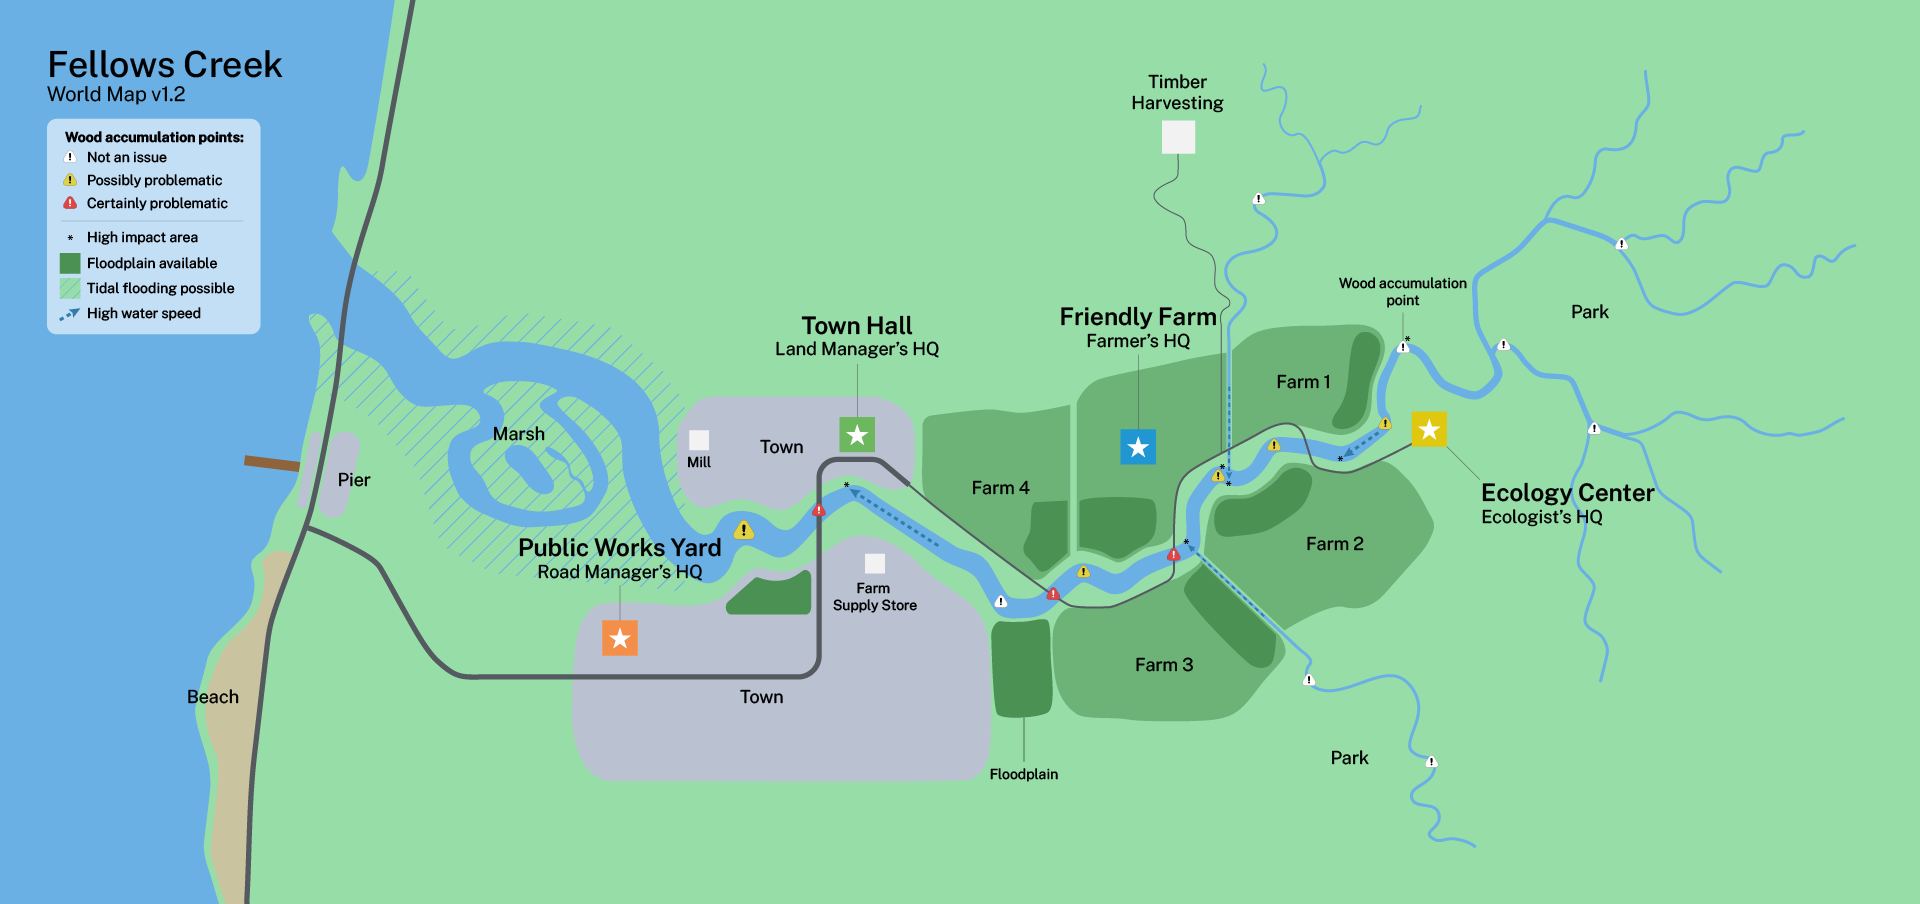 Fellows Creek
World Map v1.2
Wood accumulation points:
Not an issue
Possibly problematic
Certainly problematic
High impact area
Floodplain available
Tidal flooding possible
High water speed
Timber
Harvesting
Wood accumulation
point
Park
Town Hall
Land Manager's HQ
Friendly Farm
Farmer's HQ
Farm 1
Marsh
Mill
Town
Pier
Farm 4
Ecology Center
Ecologist's HQ
Public Works Yard
Road Manager's HQ
Farm
Supply Store
Farm 2
Farm 3
Beach
Town
Floodplain
Park